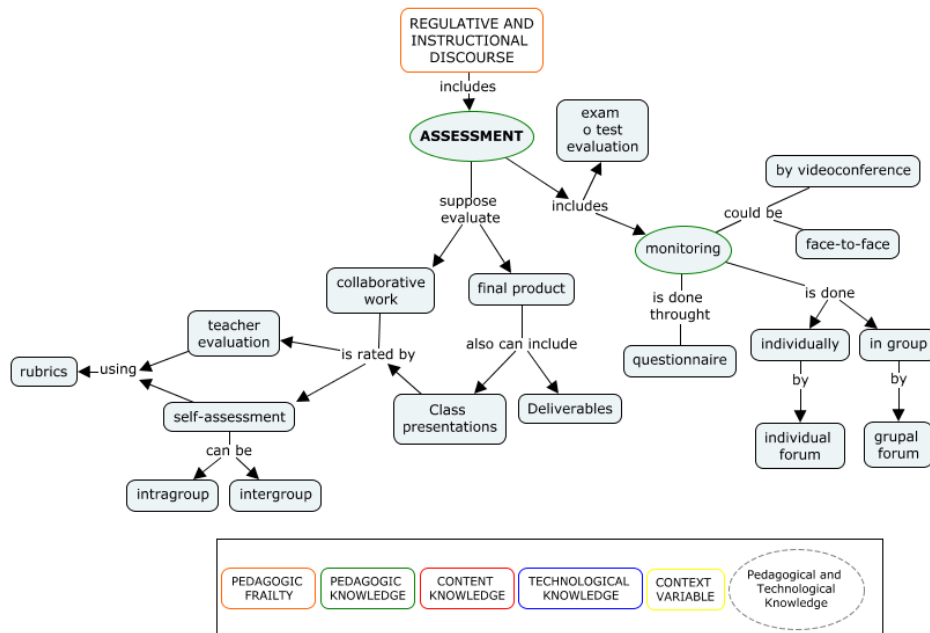 REGULATIVE AND
INSTRUCTIONAL
DISCOURSE
includes
ASSESSMENT
exam
o test
evaluation
includes
by videoconference
could be
face-to-face
monitoring
suppose
evaluate
collaborative
work
final product
is done
throught
questionnaire
is done
individually
in group
by
by
individual
forum
grupal
forum
also can include
Class
presentations
Deliverables
is rated by
teacher
evaluation
rubrics
using
self-assessment
can be
intragroup
intergroup
PEDAGOGIC
FRAILTY
PEDAGOGIC
KNOWLEDGE
CONTENT
KNOWLEDGE
TECHNOLOGICAL
KNOWLEDGE
CONTEXT
VARIABLE
Pedagogical and
Technological
Knowledge